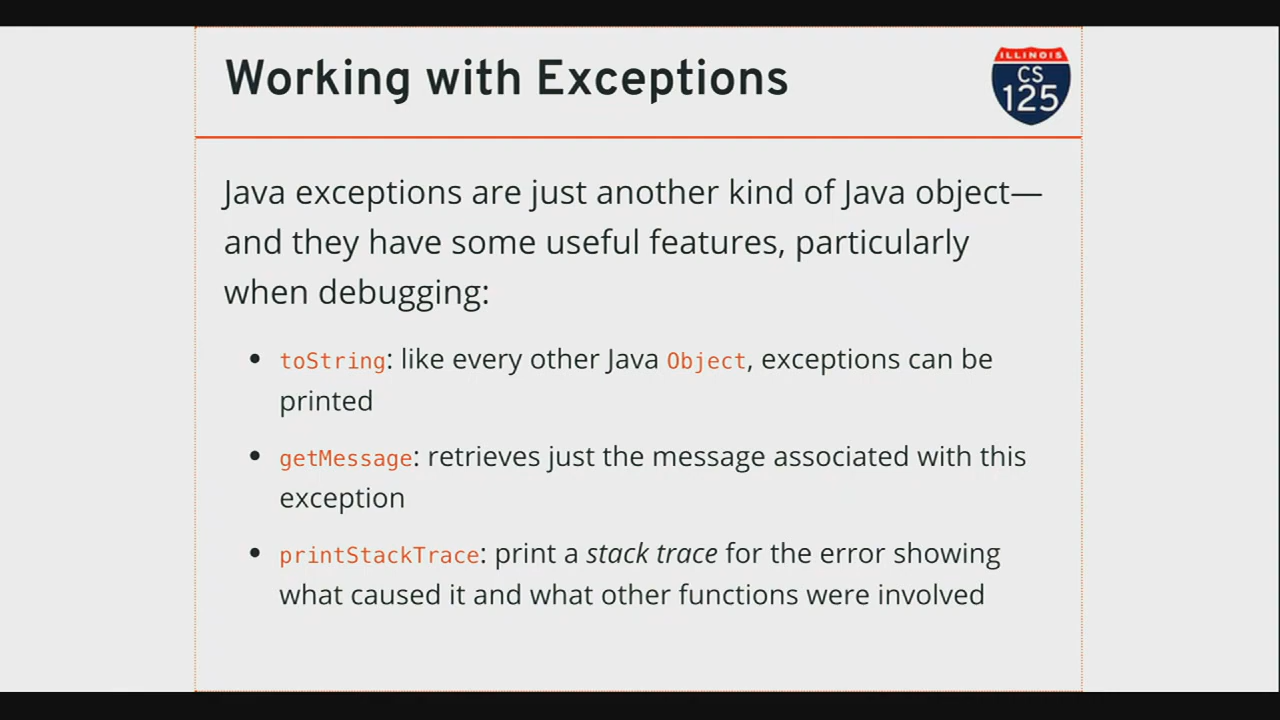 Working with Exceptions
ILLINOIS
CS
125
Java exceptions are just another kind of Java object—
and they have some useful features, particularly
when debugging:
• toString: like every other Java Object, exceptions can be
printed
• getMessage: retrieves just the message associated with this
exception
• printStackTrace: print a stack trace for the error showing
what caused it and what other functions were involved